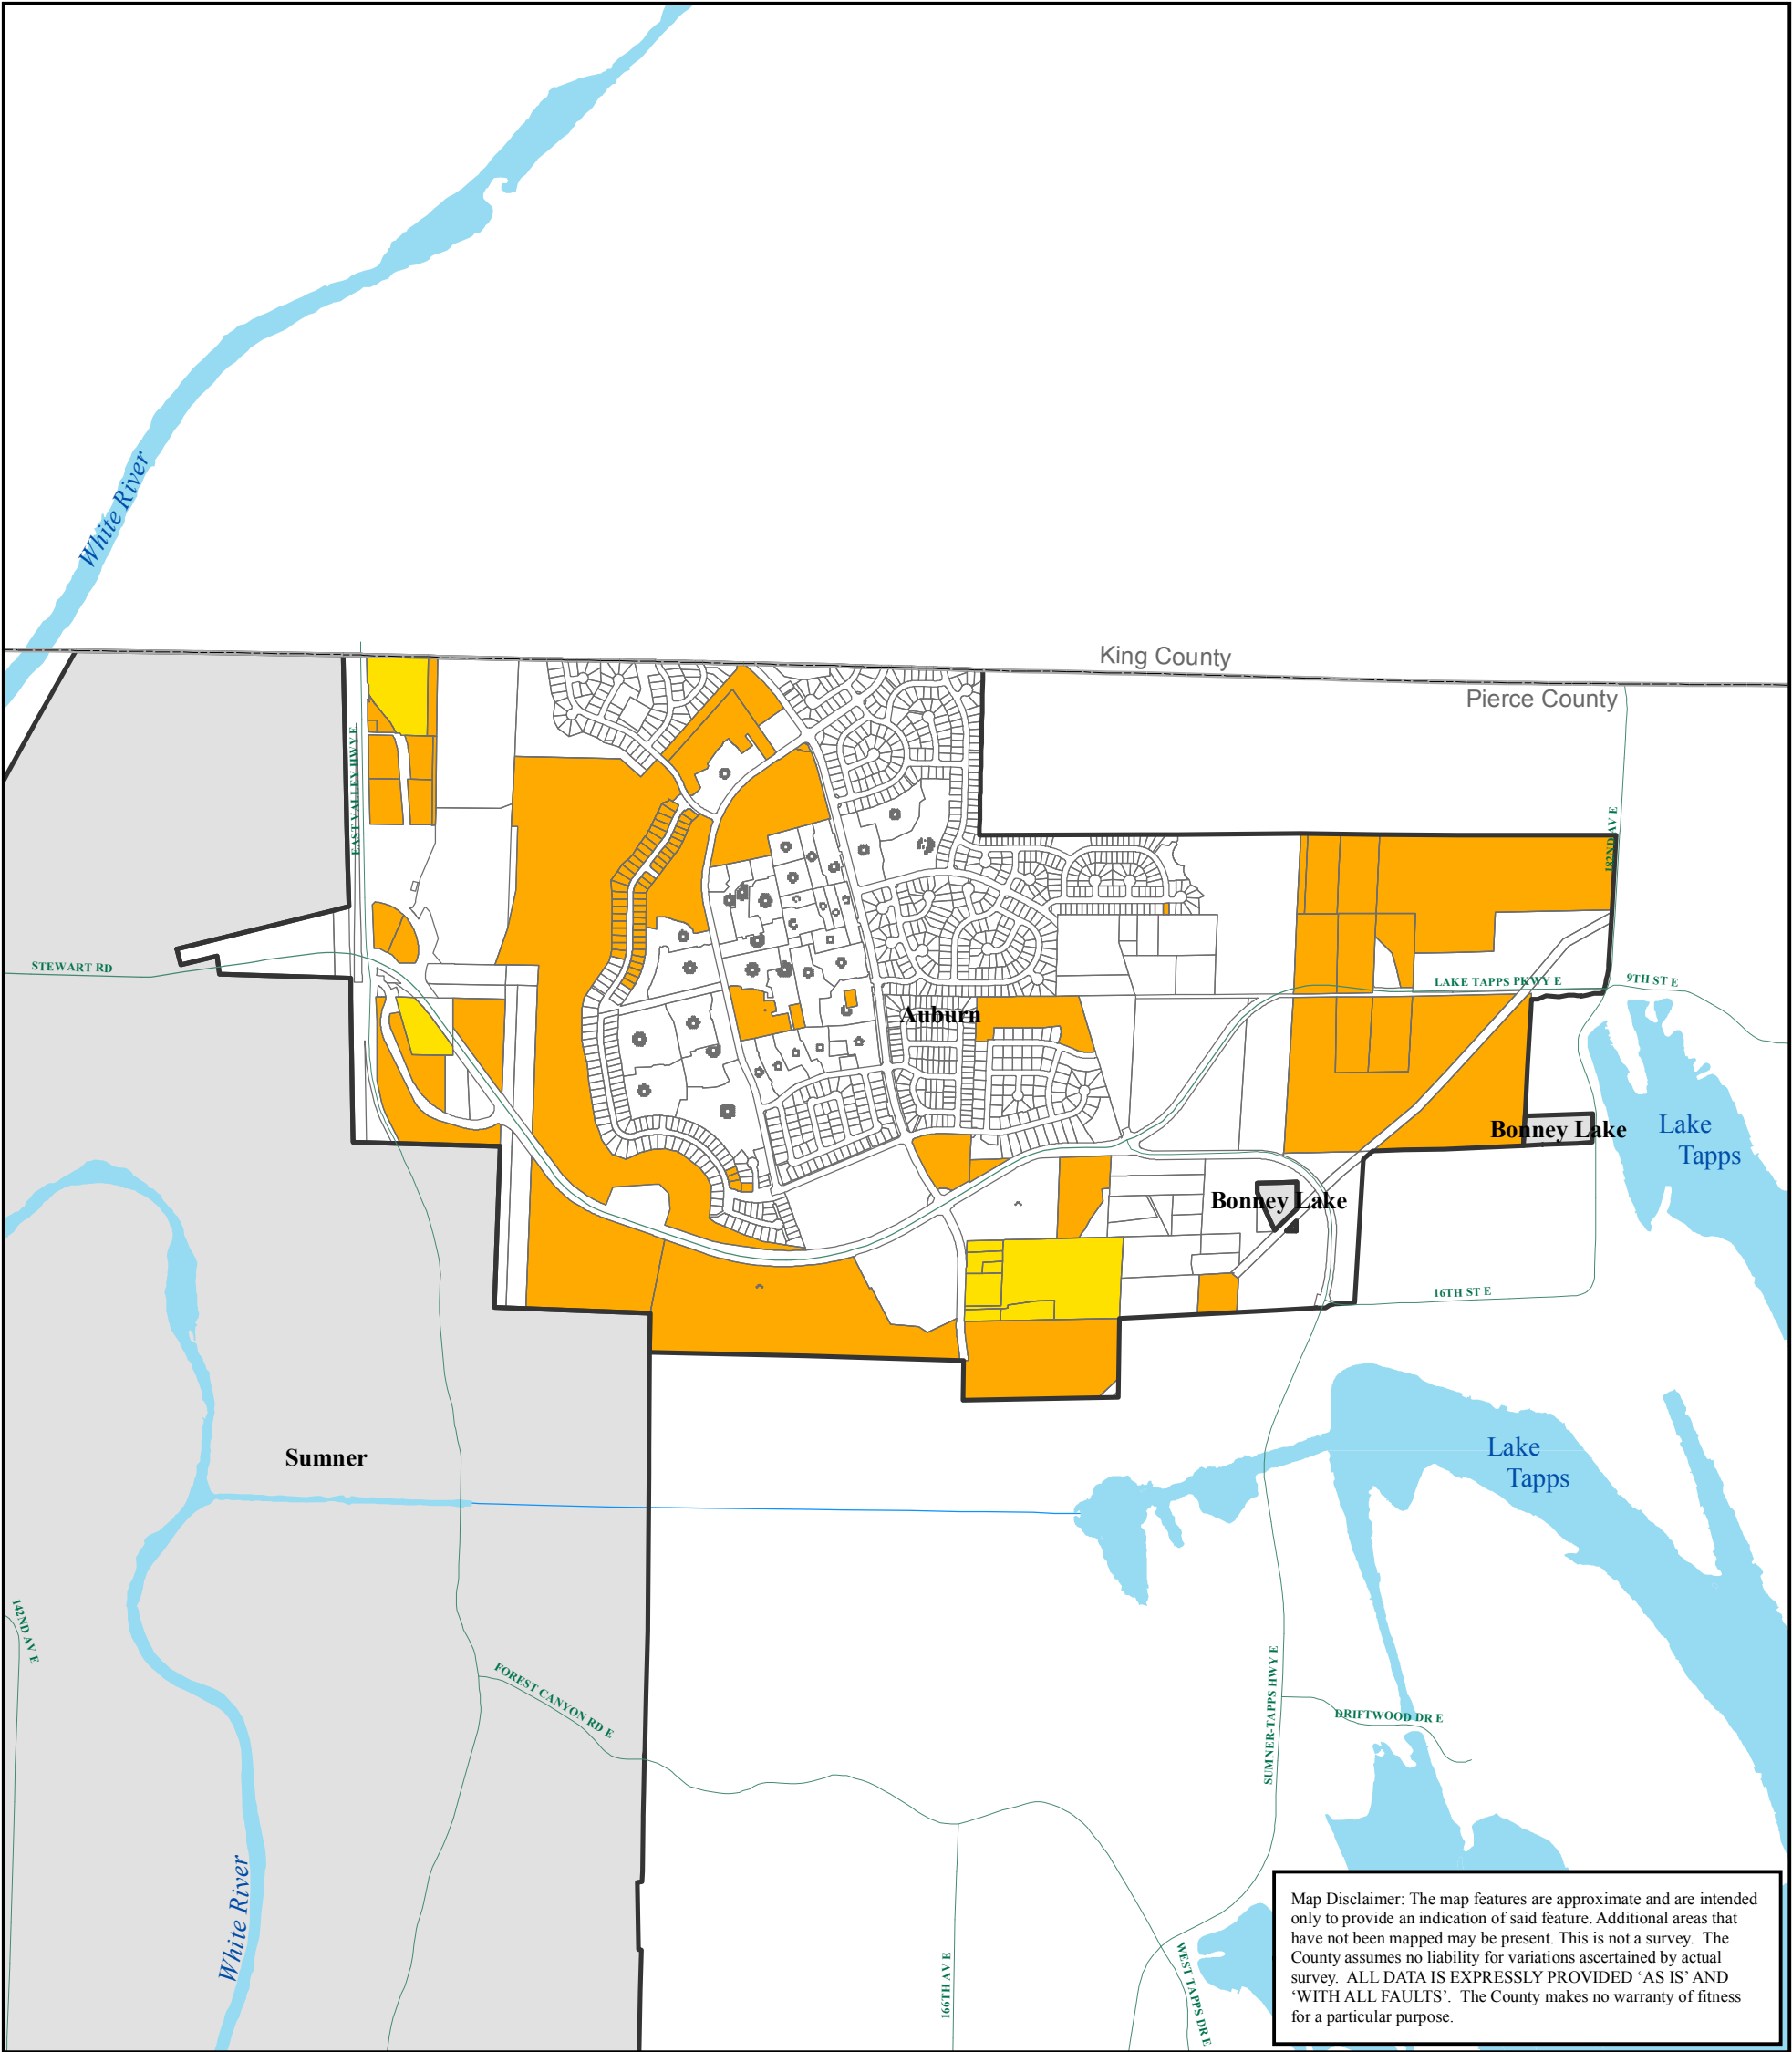 White River
King County
Pierce County
EAST VALLEY HWY E
182ND AV E
STEWART RD
LAKE TAPPS PKWY E
9TH ST E
Auburn
Bonney Lake
Lake
Tapps
Bonney Lake
16TH ST E
Sumner
Lake
Tapps
142ND AV E
FOREST CANYON RD E
SUMNER-TAPPS HWY E
DRIFTWOOD DR E
White River
166TH AV E
WEST TAPPS DR E
Map Disclaimer: The map features are approximate and are intended
only to provide an indication of said feature. Additional areas that
have not been mapped may be present. This is not a survey. The
County assumes no liability for variations ascertained by actual
survey. ALL DATA IS EXPRESSLY PROVIDED ‘AS IS’ AND
‘WITH ALL FAULTS’. The County makes no warranty of fitness
for a particular purpose.